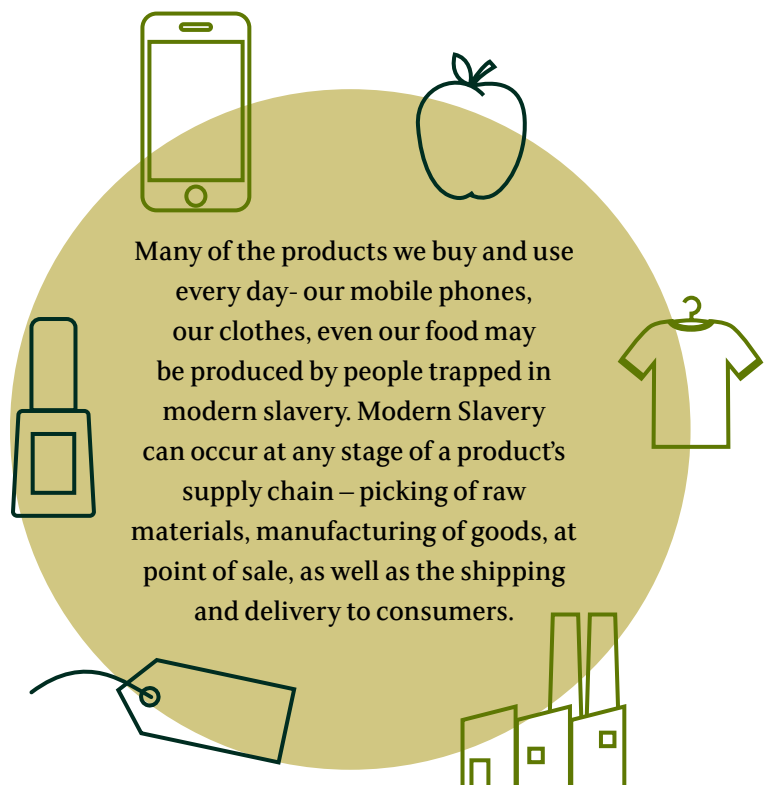 Many of the products we buy and use
every day- our mobile phones,
our clothes, even our food may
be produced by people trapped in
modern slavery. Modern Slavery
can occur at any stage of a product’s
supply chain – picking of raw
materials, manufacturing of goods, at
point of sale, as well as the shipping
and delivery to consumers.